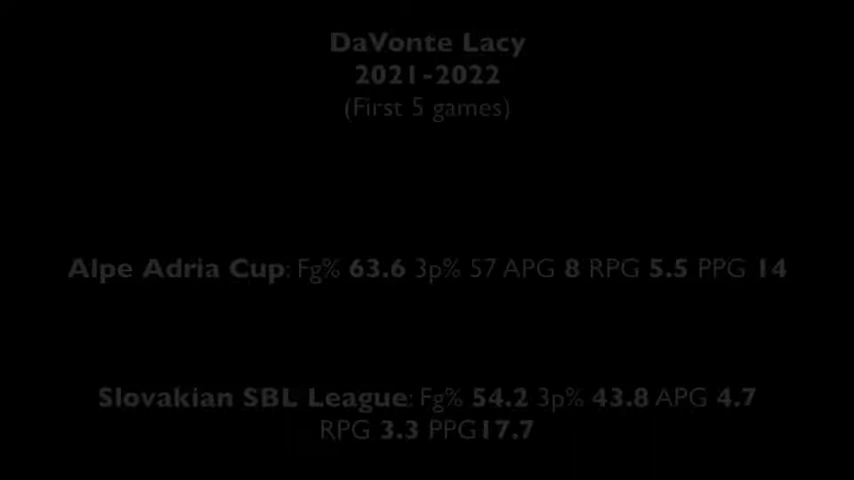 DaVonte Lacy
2021-2022
(First 5 games)
Alpe Adria Cup: Fg% 63.6 3p% 57 APG 8 RPG 5.5 PPG 14
Slovakian SBL League: Fg% 54.2 3p% 43.8 APG 4.7
RPG 3.3 PPG17.7